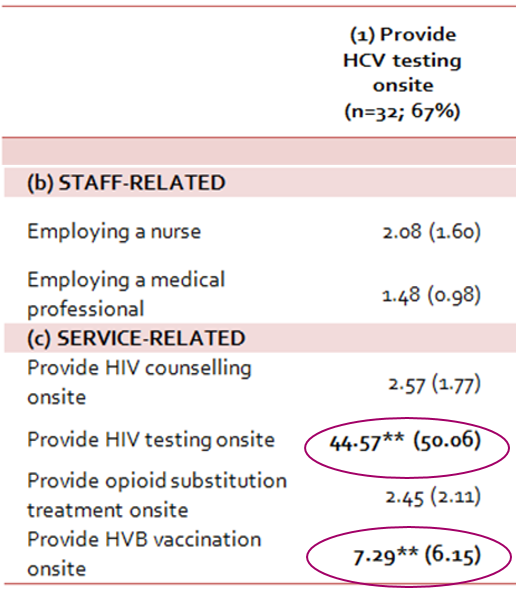 (1) Provide
HCV testing
onsite
(n=32; 67%)
(b) STAFF-RELATED
Employing a nurse 2.08 (1.60)
Employing a medical
professional 1.48 (0.98)
(c) SERVICE-RELATED
Provide HIV counselling
onsite 2.57 (1.77)
Provide HIV testing onsite 44.57** (50.06)
Provide opioid substitution
treatment onsite 2.45 (2.11)
Provide HVB vaccination
onsite 7.29** (6.15)